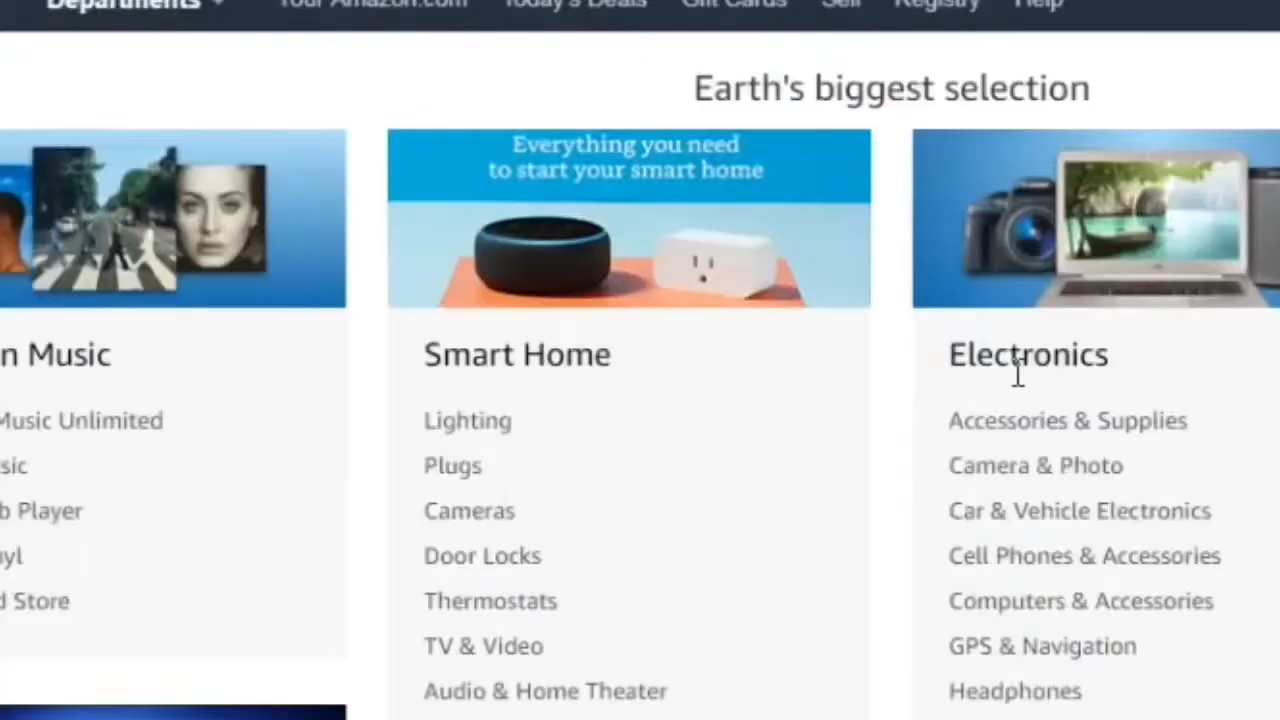 Departments
Your Amazon.com
Today's Deals
Gift Cards
Sell
Registry
Help
Earth's biggest selection
Everything you need
to start your smart home
n Music
Music Unlimited
sic
b Player
yl
d Store
Smart Home
Lighting
Plugs
Cameras
Door Locks
Thermostats
TV & Video
Audio & Home Theater
Electronics
Accessories & Supplies
Camera & Photo
Car & Vehicle Electronics
Cell Phones & Accessories
Computers & Accessories
GPS & Navigation
Headphones